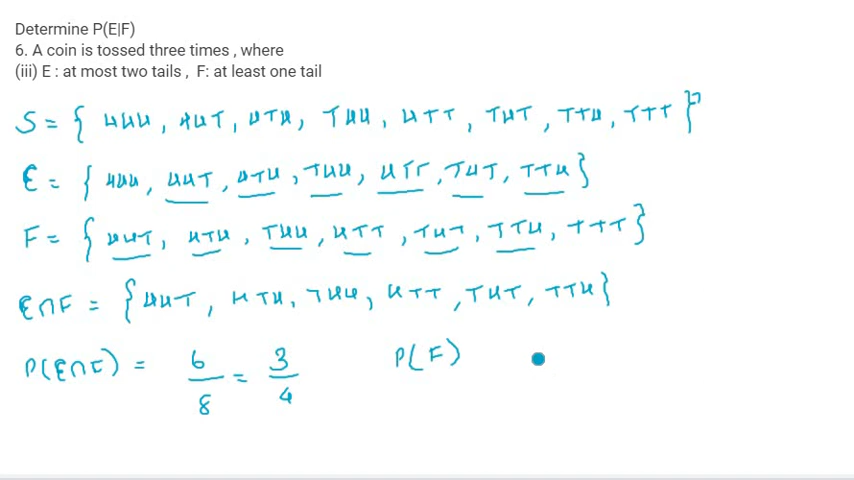 Determine P(E|F)
6. A coin is tossed three times , where
(iii) E : at most two tails ,  F: at least one tail
S = { HHH, HHT, HTH, THH, HTT, THT, TTH, TTT }
E = { HHH, HHT, HTH, THH, HTT, THT, TTH }
F = { HHT, HTH, THH, HTT, THT, TTH, TTT }
E∩F = { HHT, HTH, THH, HTT, THT, TTH }
P(E∩F) = 6/8 = 3/4 P(F)